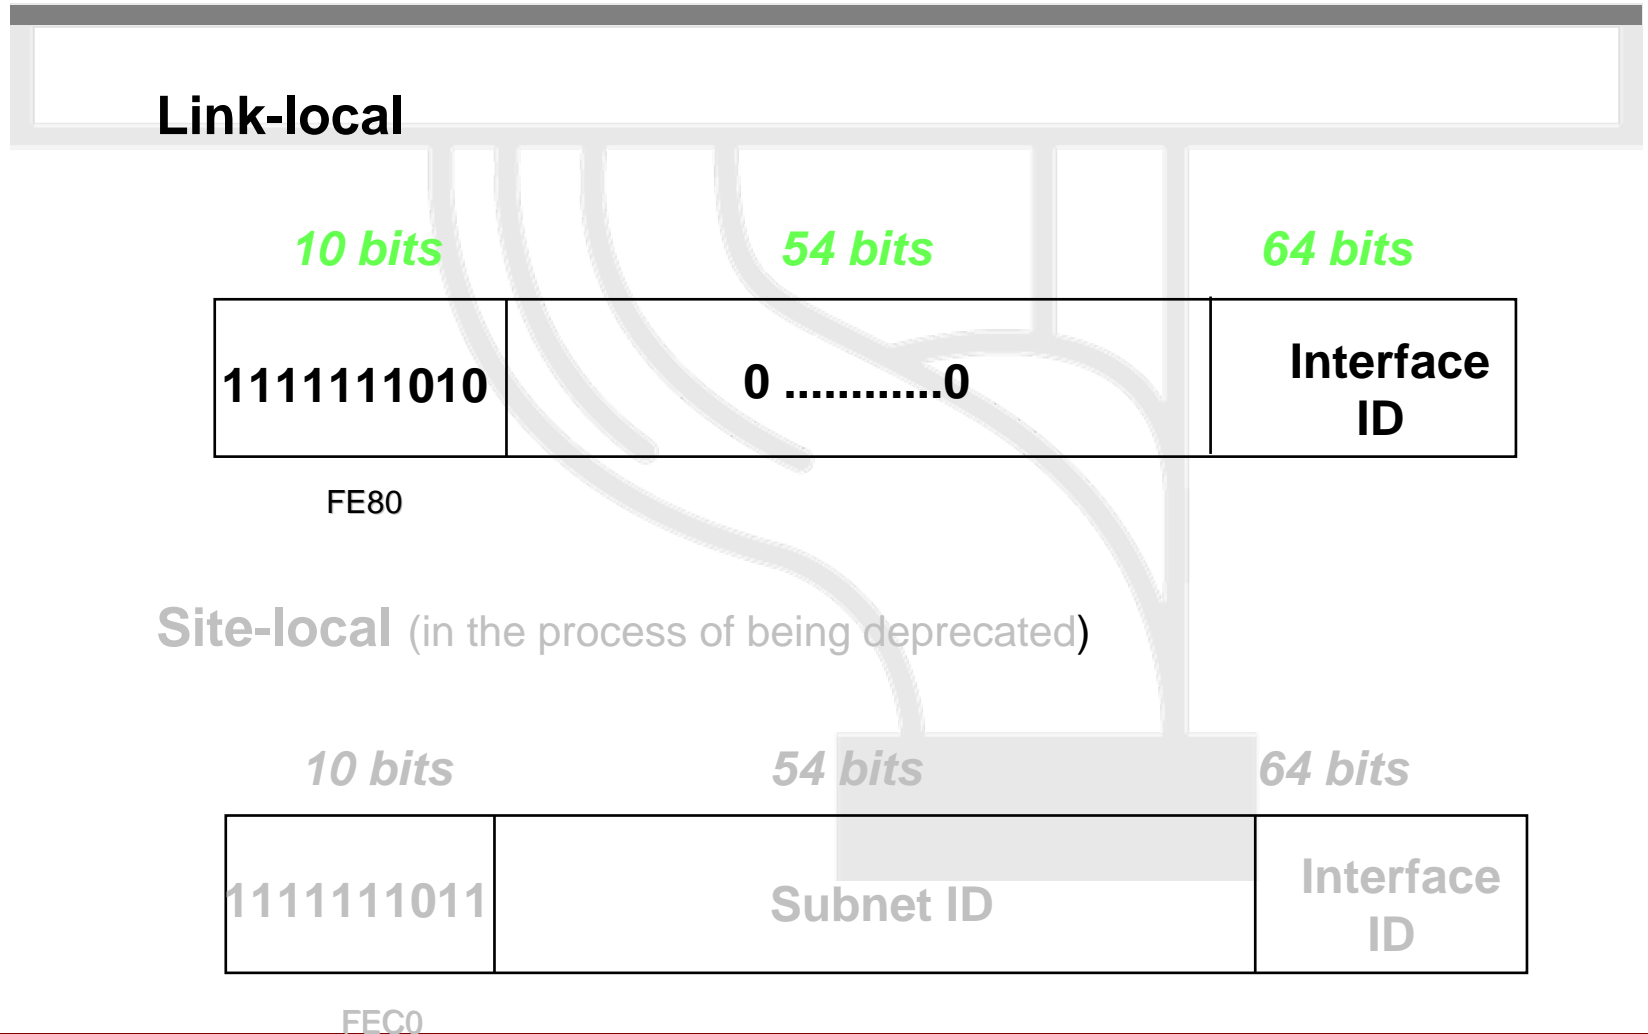 Link-local
10 bits 54 bits 64 bits
1111111010 0 ............0 Interface
ID
FE80
Site-local (in the process of being deprecated)
10 bits 54 bits 64 bits
1111111011 Subnet ID Interface
ID
FEC0